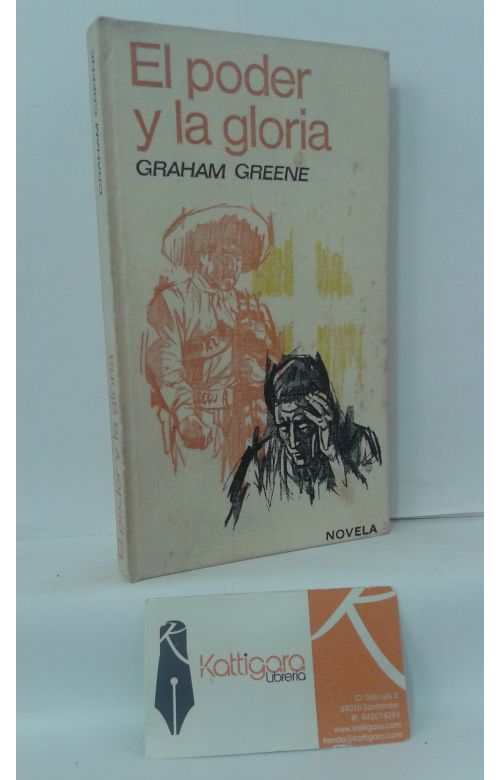 El poder
y la gloria
GRAHAM GREENE
NOVELA
GRAHAM GREENE
El poder y la gloria
Kattigara
Librería
C/ San Luis 5
39010 Santander
tlf: 942074265
www.kattigara.com
tienda@kattigara.com